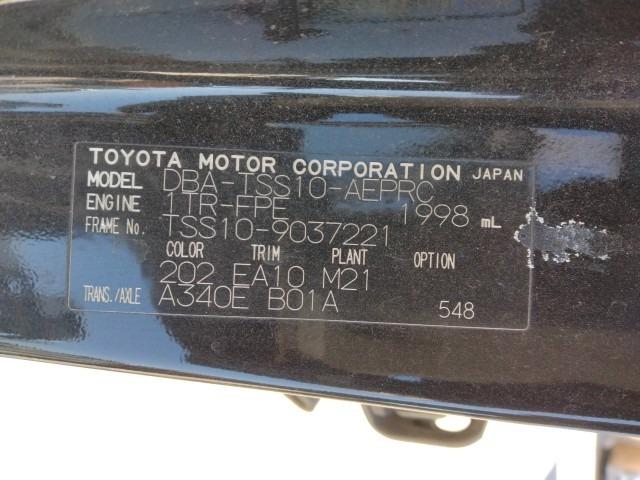 TOYOTA MOTOR CORPORATION JAPAN
MODEL DBA-TSS10-AEPRC
ENGINE 1TR-FPE 1998 mL
FRAME No. TSS10-9037221
COLOR TRIM PLANT OPTION
202 EA10 M21
TRANS./AXLE A340E B01A 548